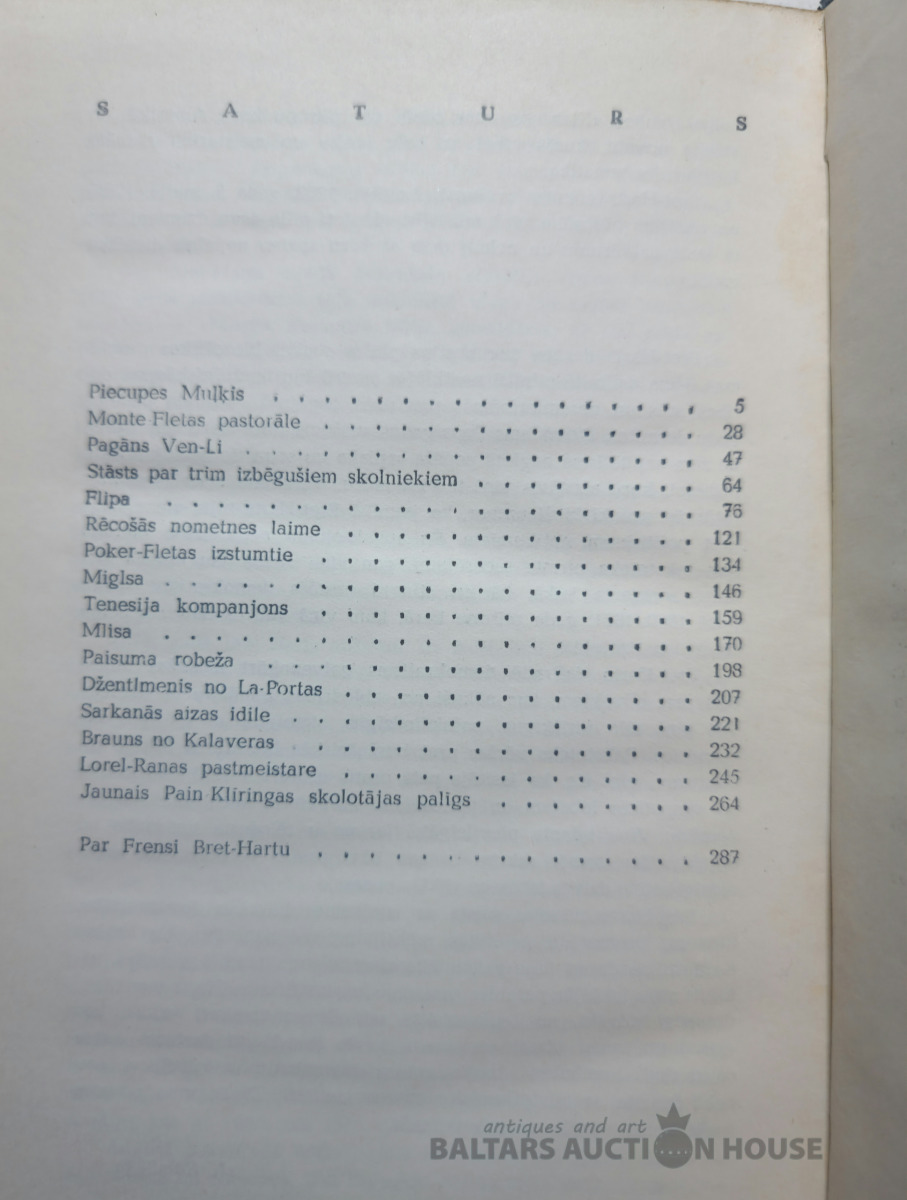 SATURS
Piecupes Muļķis 5
Monte-Fletas pastorāle 28
Pagāns Ven-Li 47
Stāsts par trim izbēgušiem skolniekiem 64
Flipa 76
Rēcošās nometnes laime 121
Poker-Fletas izstumtie 134
Miglsa 146
Tenesija kompanjons 159
Mlisa 170
Paisuma robeža 198
Džentlmenis no La-Portas 207
Sarkanās aizas idile 221
Brauns no Kalaveras 232
Lorel-Ranas pastmeistare 245
Jaunais Pain-Klīringas skolotājas palīgs 264
Par Frensi Bret-Hartu 287
antiques and art
BALTARS AUCTION HOUSE